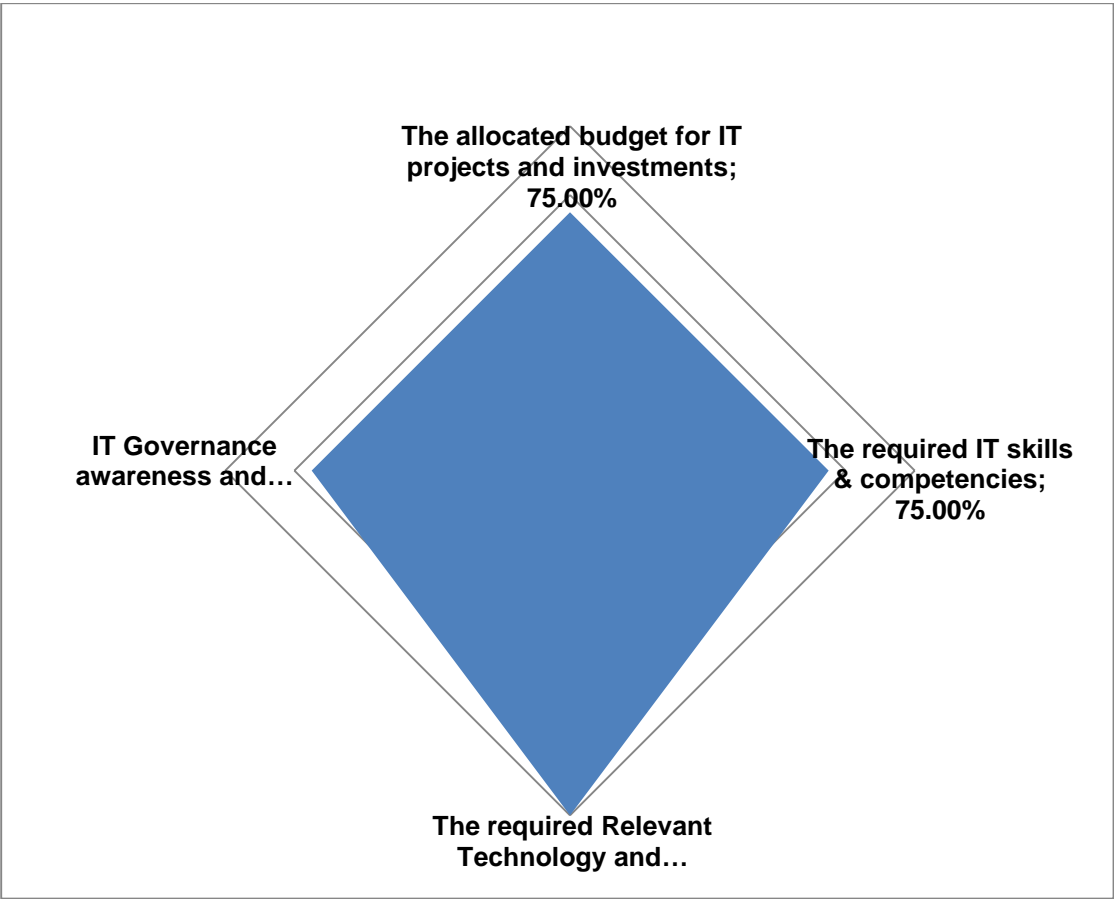 The allocated budget for IT
projects and investments;
75.00%
IT Governance
awareness and…
The required IT skills
& competencies;
75.00%
The required Relevant
Technology and…